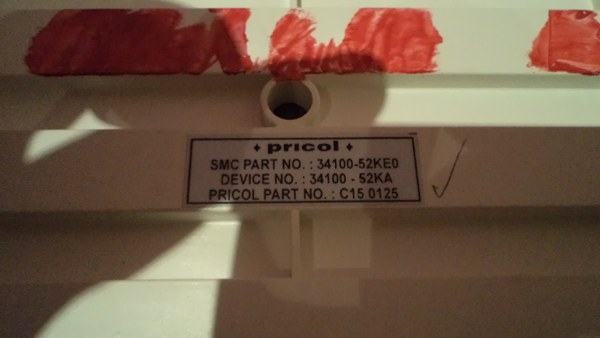 pricol
SMC PART NO. : 34100-52KE0
DEVICE NO. : 34100 - 52KA
PRICOL PART NO. : C15 0125